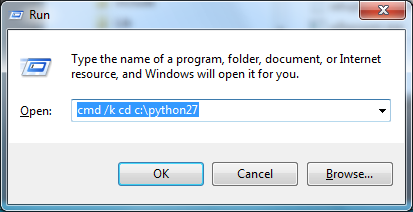 Run
Type the name of a program, folder, document, or Internet
resource, and Windows will open it for you.
Open: cmd /k cd c:\python27
OK Cancel Browse...